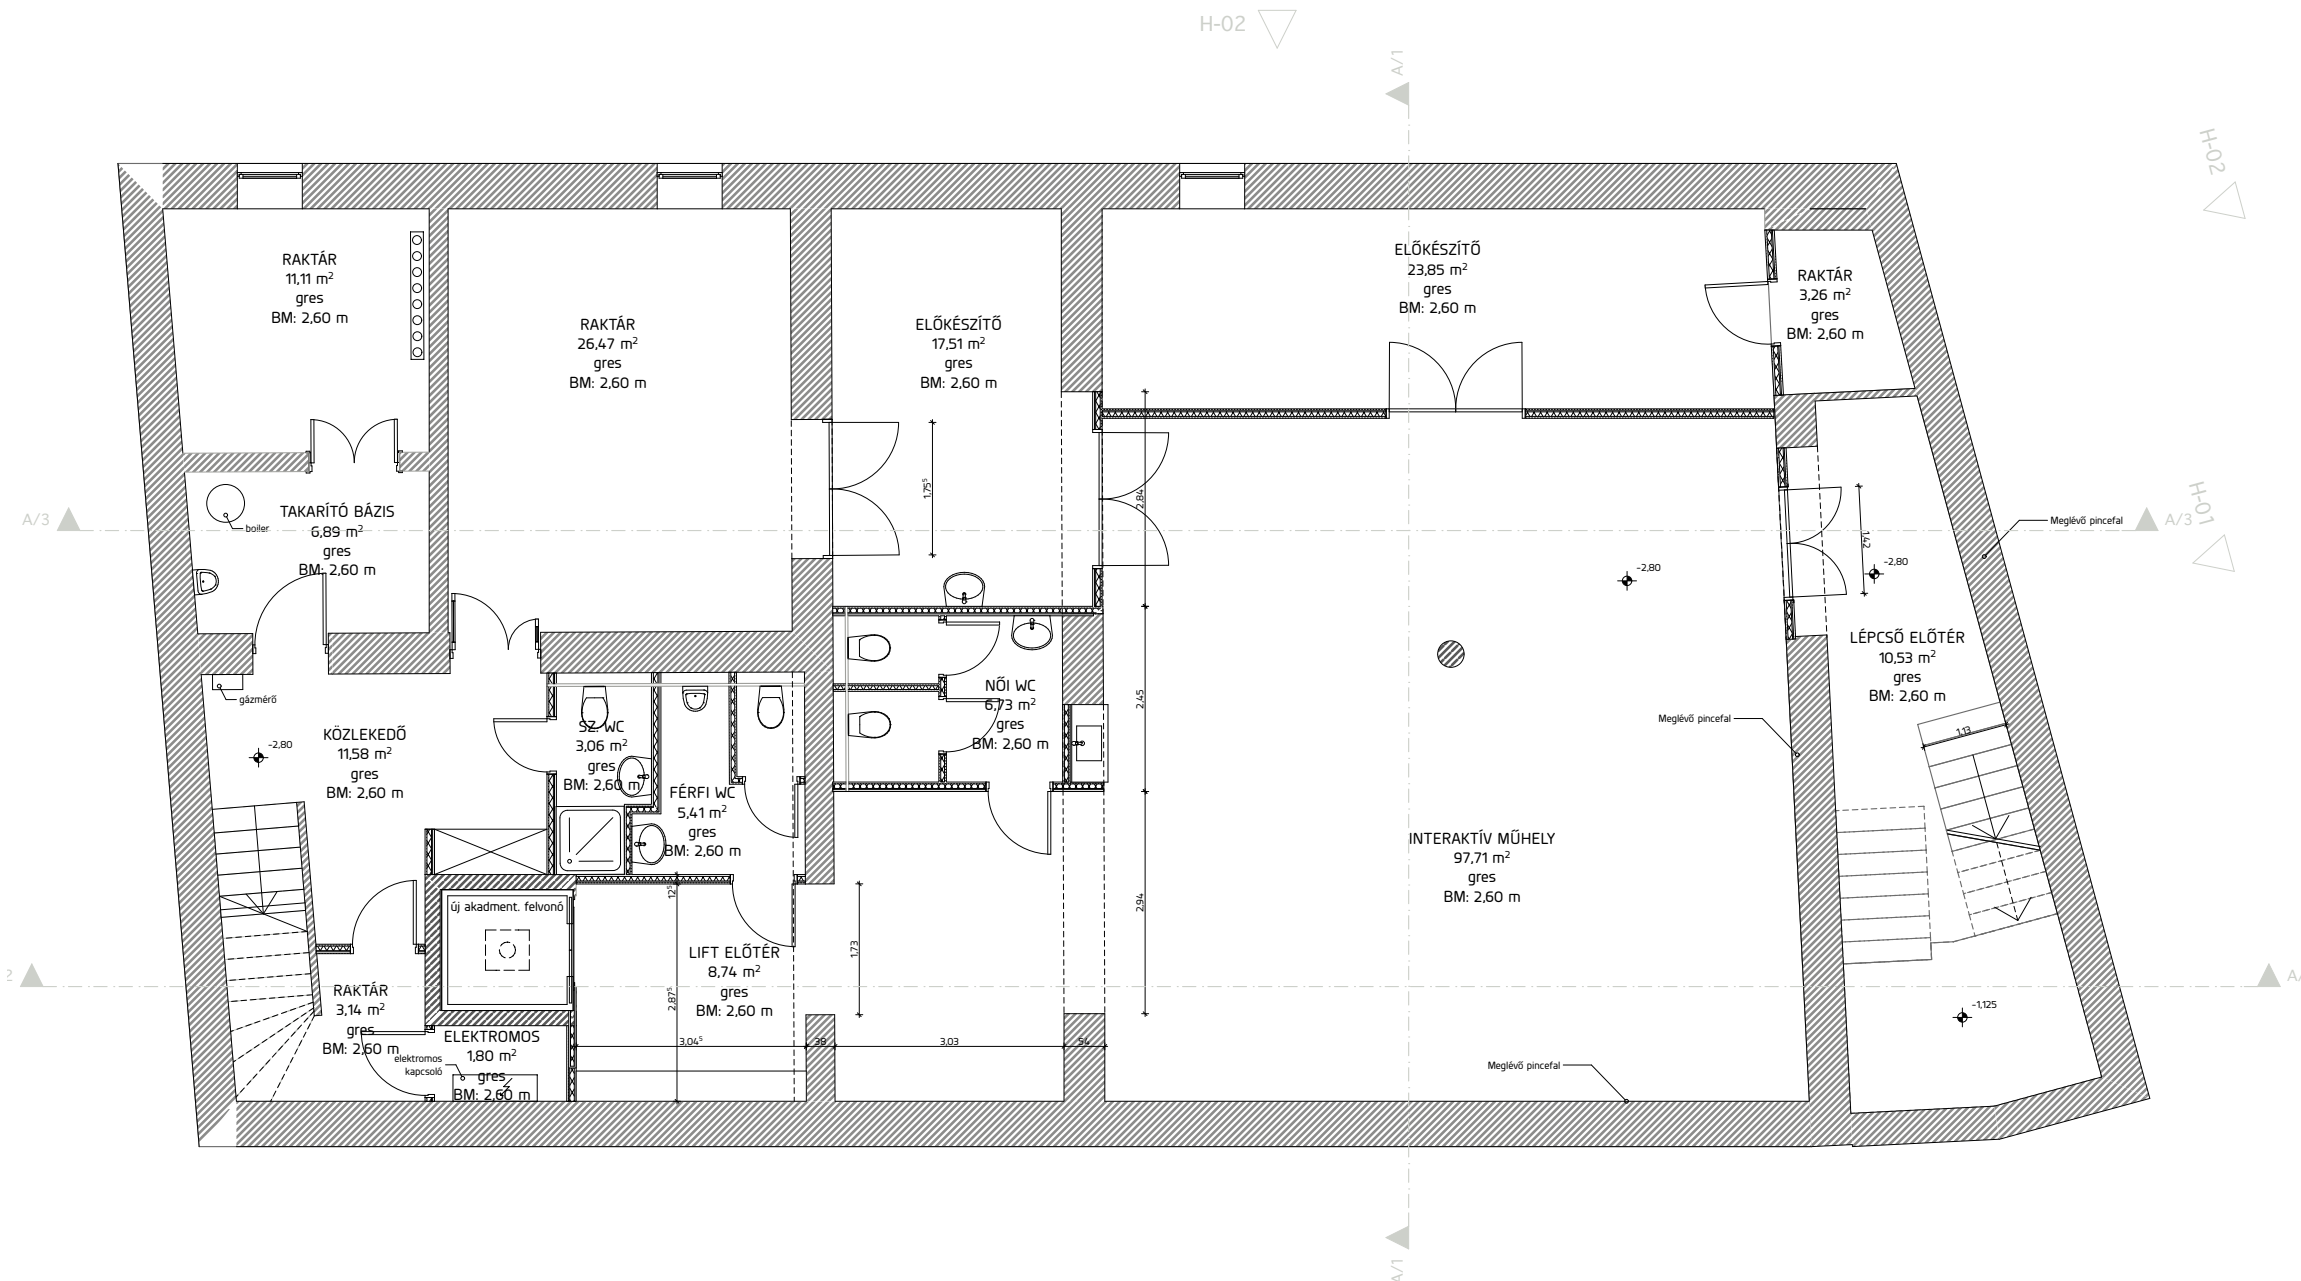 H-02
A/1
H-02
RAKTÁR
11,11 m²
gres
BM: 2,60 m
RAKTÁR
26,47 m²
gres
BM: 2,60 m
ELŐKÉSZÍTŐ
17,51 m²
gres
BM: 2,60 m
ELŐKÉSZÍTŐ
23,85 m²
gres
BM: 2,60 m
RAKTÁR
3,26 m²
gres
BM: 2,60 m
A/3
TAKARÍTÓ BÁZIS
6,89 m²
gres
BM: 2,60 m
boiler
1,75⁵
2,84
1,42
-2,80
-2,80
Meglévő pincefal
A/3
H-01
LÉPCSŐ ELŐTÉR
10,53 m²
gres
BM: 2,60 m
gázmérő
KÖZLEKEDŐ
11,58 m²
gres
BM: 2,60 m
-2,80
SZ. WC
3,06 m²
gres
BM: 2,60 m
FÉRFI WC
5,41 m²
gres
BM: 2,60 m
NŐI WC
6,73 m²
gres
BM: 2,60 m
2,45
Meglévő pincefal
1,13
INTERAKTÍV MŰHELY
97,71 m²
gres
BM: 2,60 m
új akadment. felvonó
12⁵
2,87⁵
LIFT ELŐTÉR
8,74 m²
gres
BM: 2,60 m
1,73
2,94
2
A/
RAKTÁR
3,14 m²
gres
BM: 2,60 m
ELEKTROMOS
1,80 m²
gres
BM: 2,60 m
elektromos
kapcsoló
3,04⁵
38
3,03
54
Meglévő pincefal
-1,125
A/1